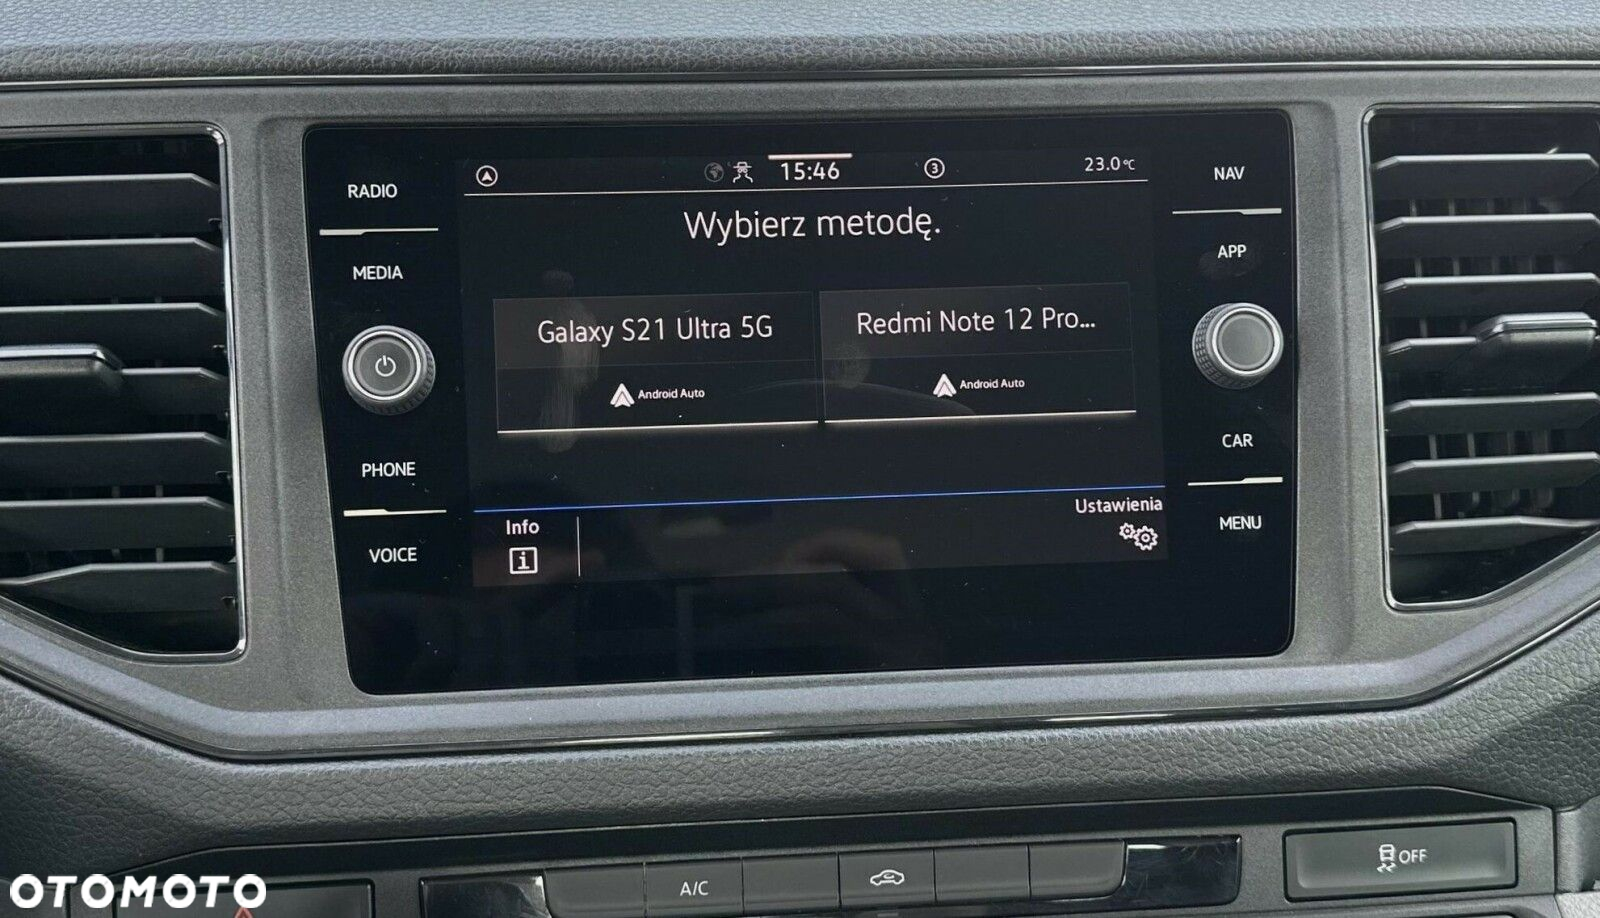 RADIO
MEDIA
PHONE
VOICE
15:46
3
23.0°C
Wybierz metodę.
Galaxy S21 Ultra 5G
Android Auto
Redmi Note 12 Pro...
Android Auto
Info
i
Ustawienia
NAV
APP
CAR
MENU
A/C
OFF
OTOMOTO